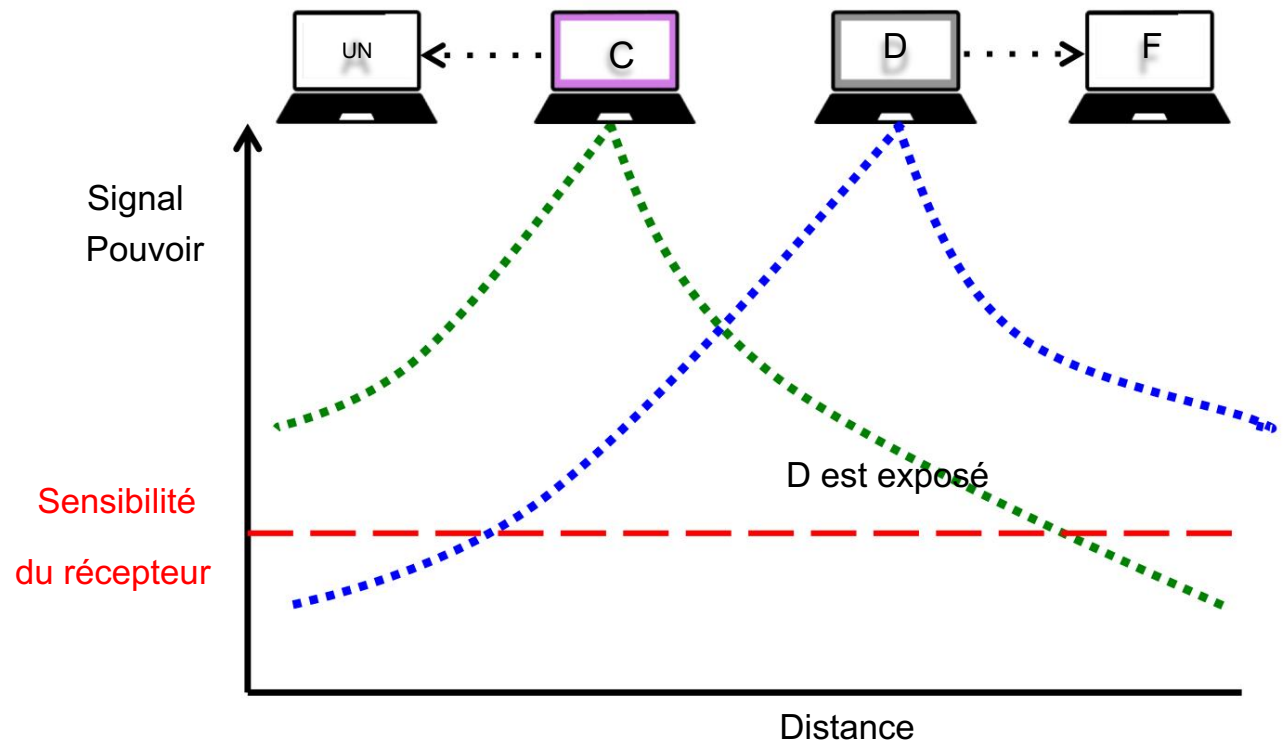 UN
C
D
F
Signal
Pouvoir
D est exposé
Sensibilité
du récepteur
Distance